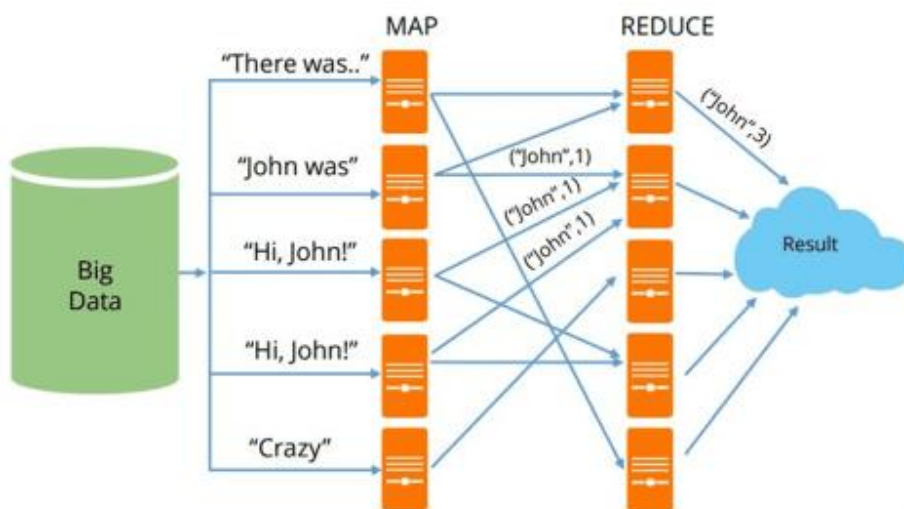 MAP
REDUCE
“There was..”
“John was”
“Hi, John!”
“Hi, John!”
“Crazy”
Big
Data
(“John”,1)
(“John”,1)
(“John”,1)
(“John”,3)
Result